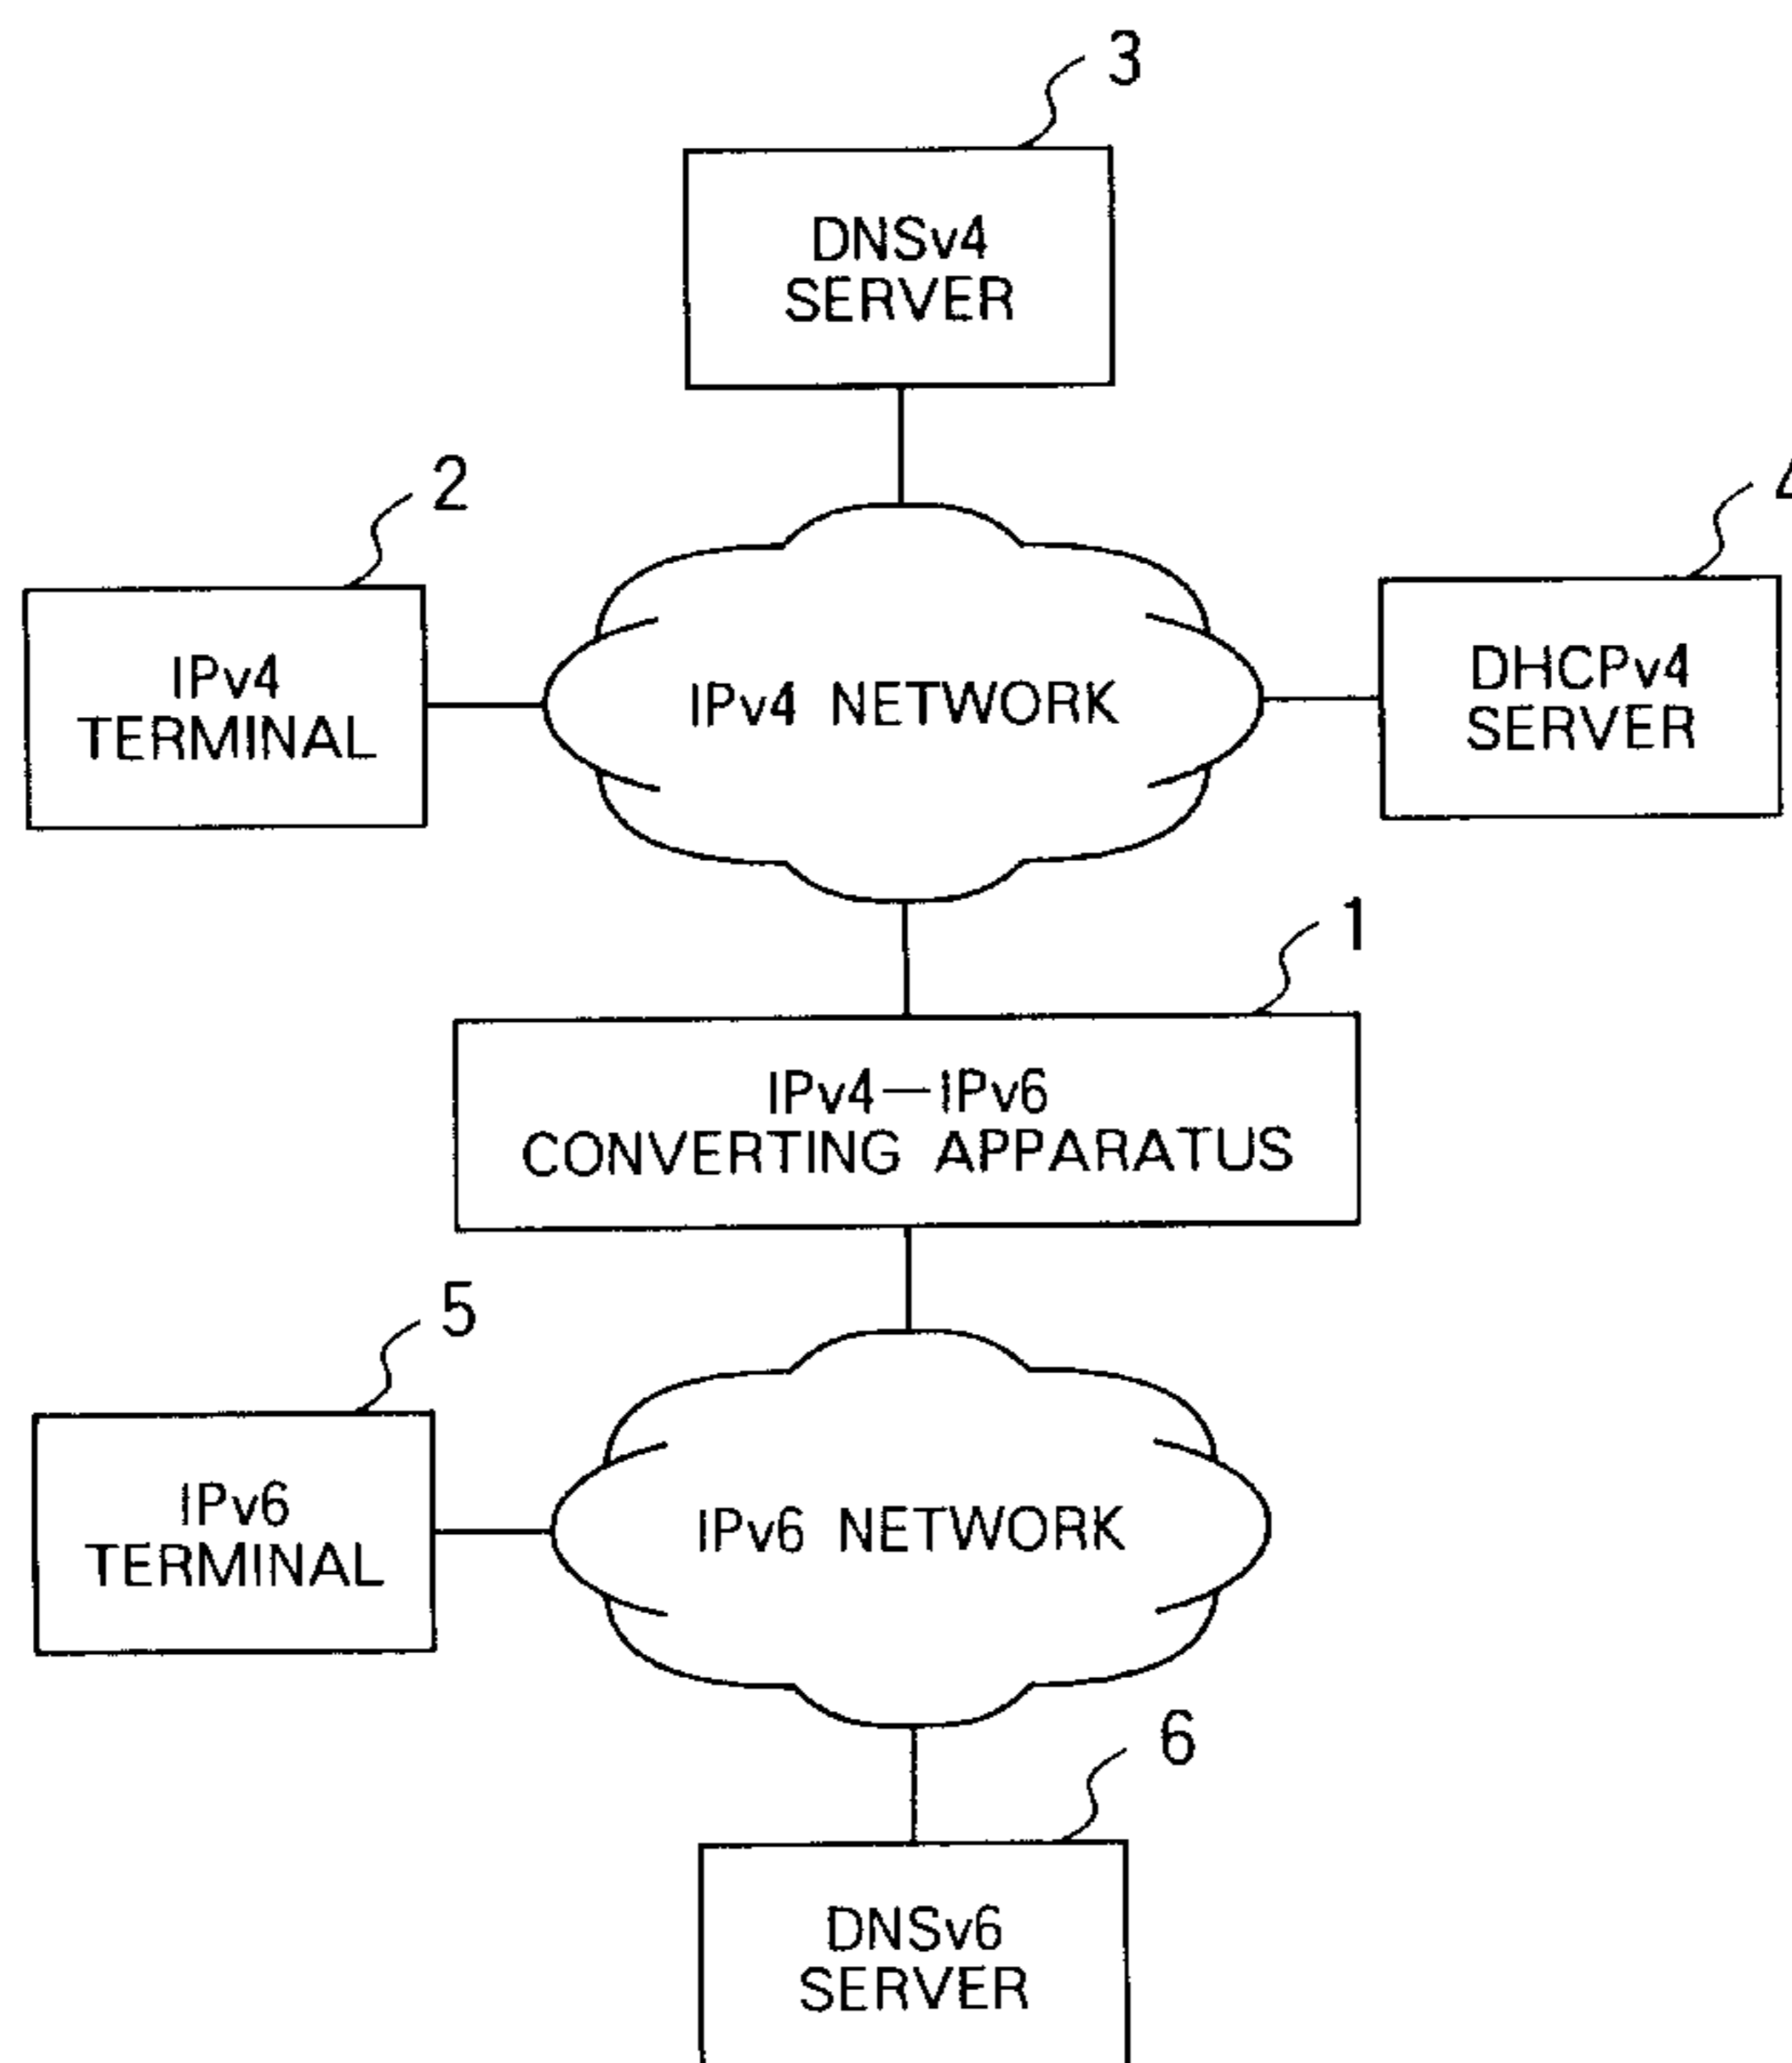 3
DNSv4
SERVER
2
4
IPv4
TERMINAL
IPv4 NETWORK
DHCPv4
SERVER
1
IPv4—IPv6
CONVERTING APPARATUS
5
IPv6
TERMINAL
IPv6 NETWORK
6
DNSv6
SERVER